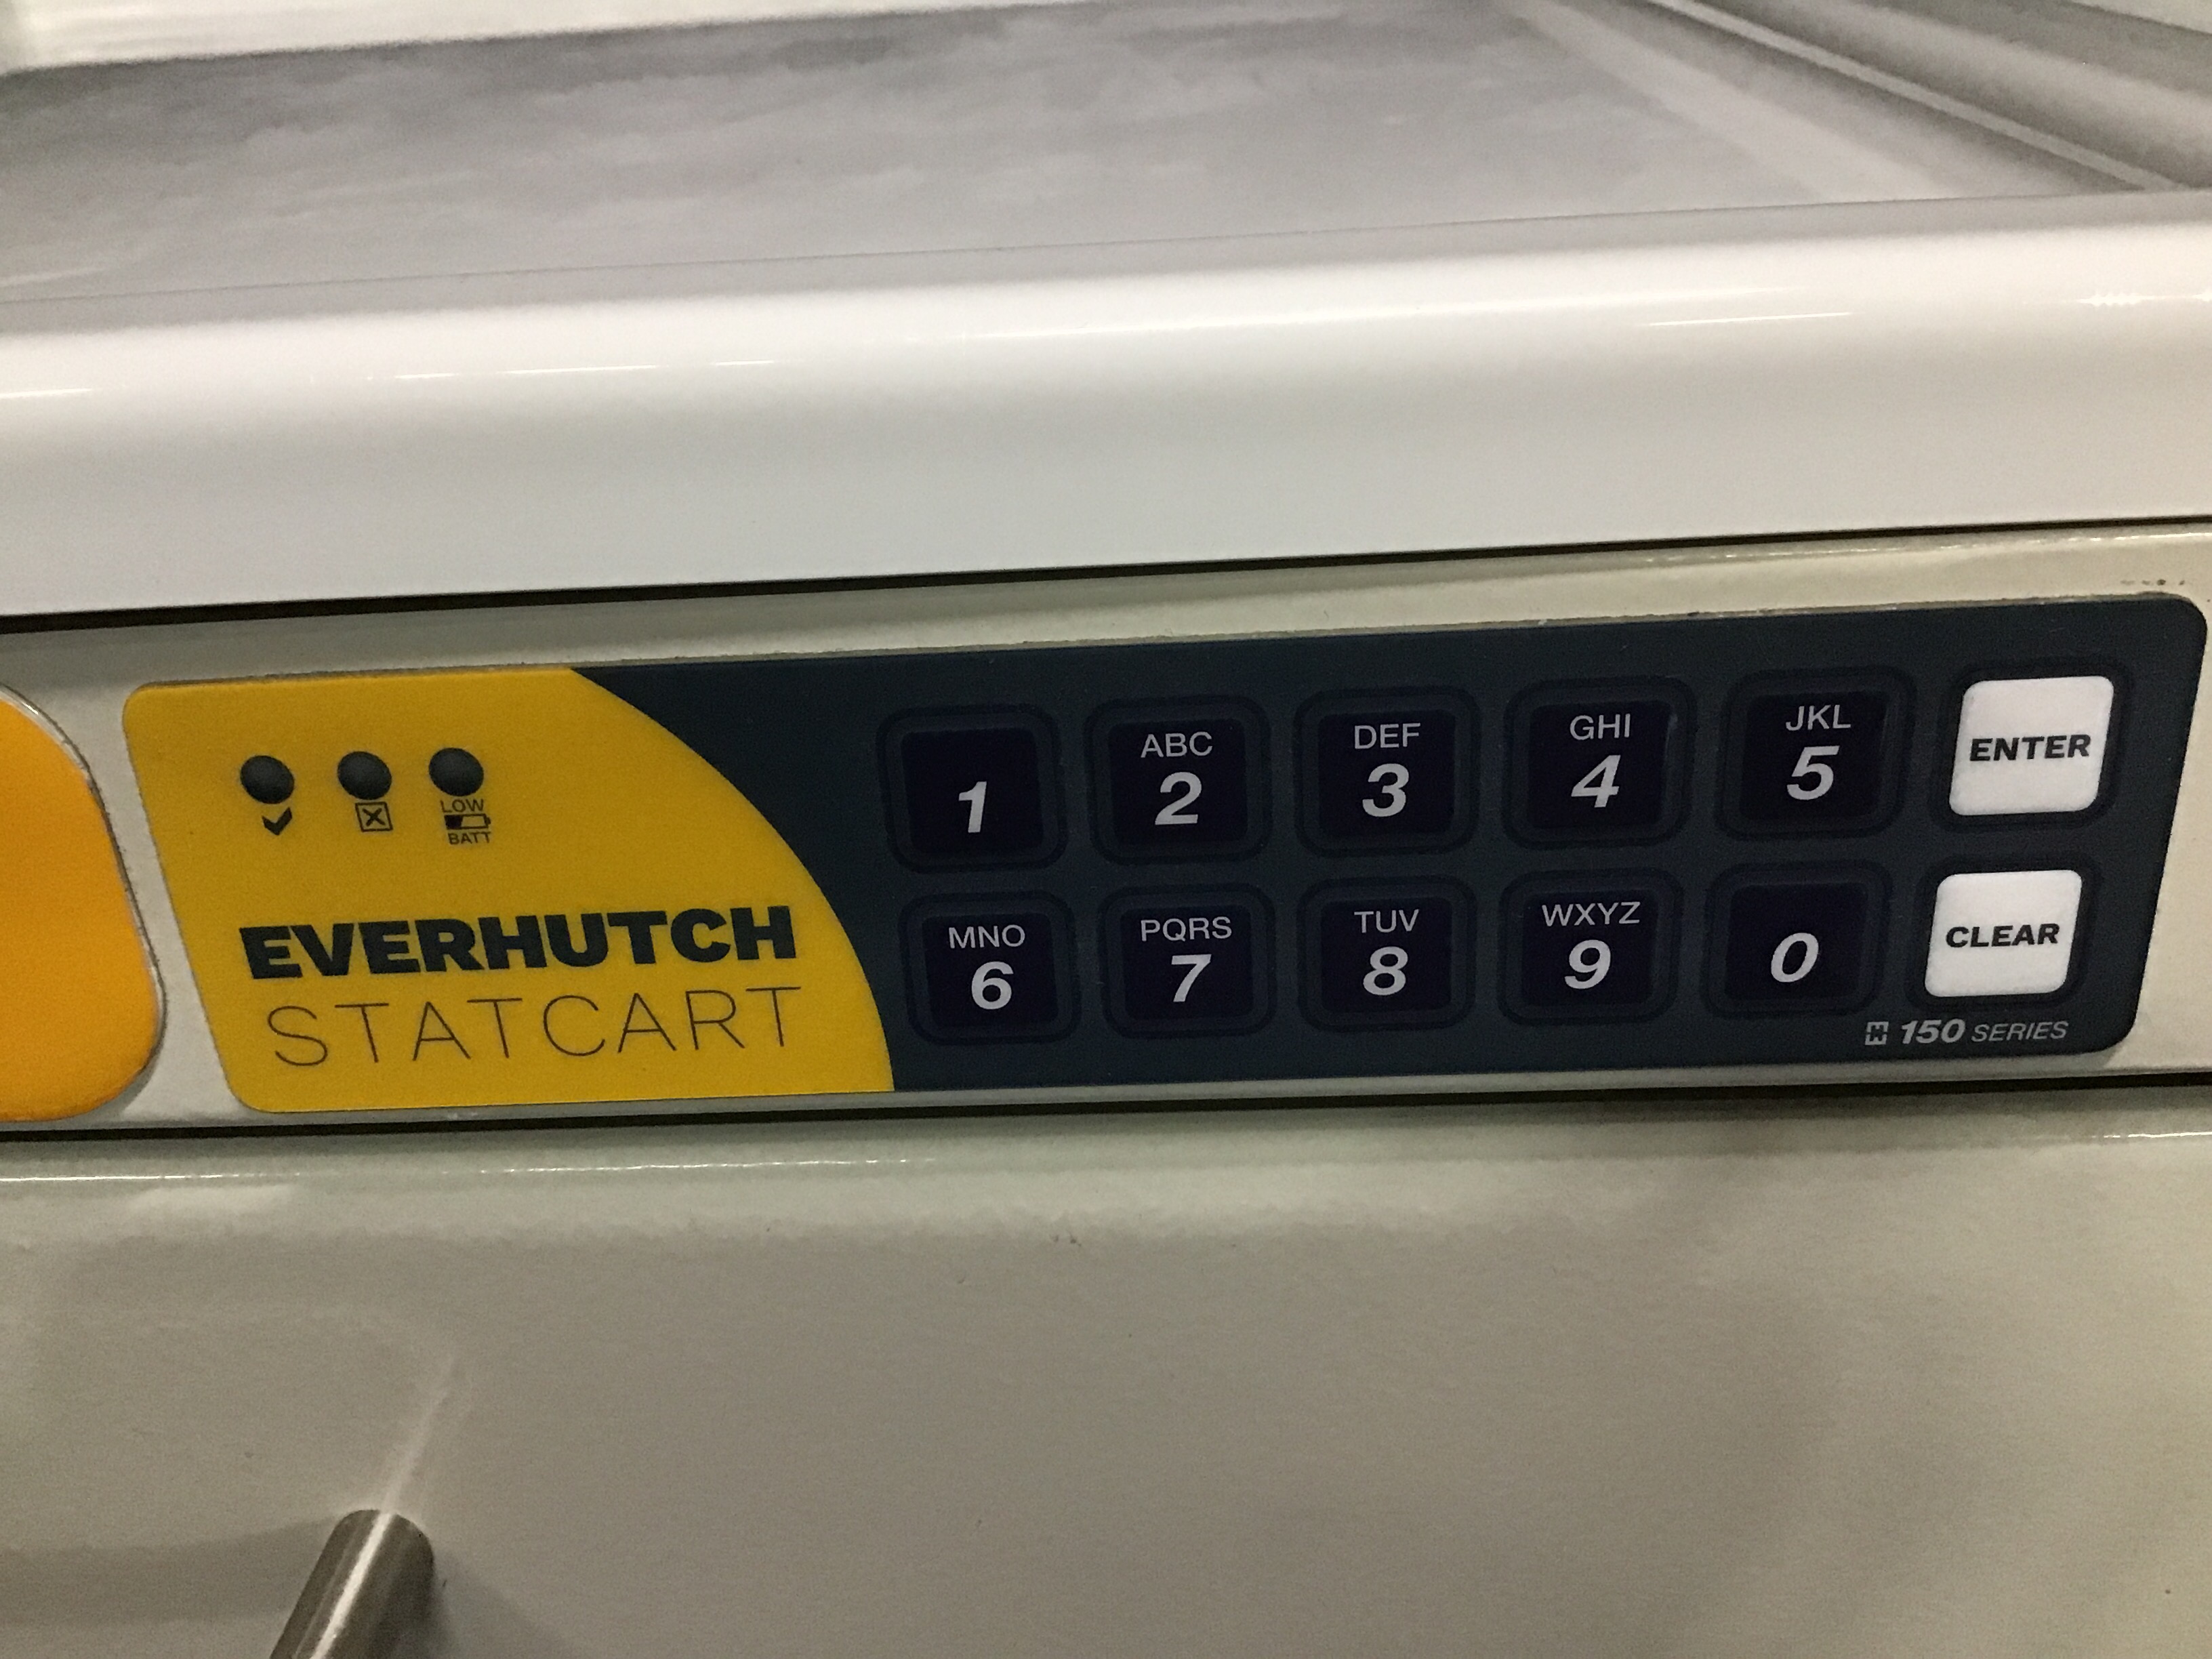 LOW
BATT
EVERHUTCH
STATCART
1
ABC
2
DEF
3
GHI
4
JKL
5
ENTER
MNO
6
PQRS
7
TUV
8
WXYZ
9
0
CLEAR
150 SERIES